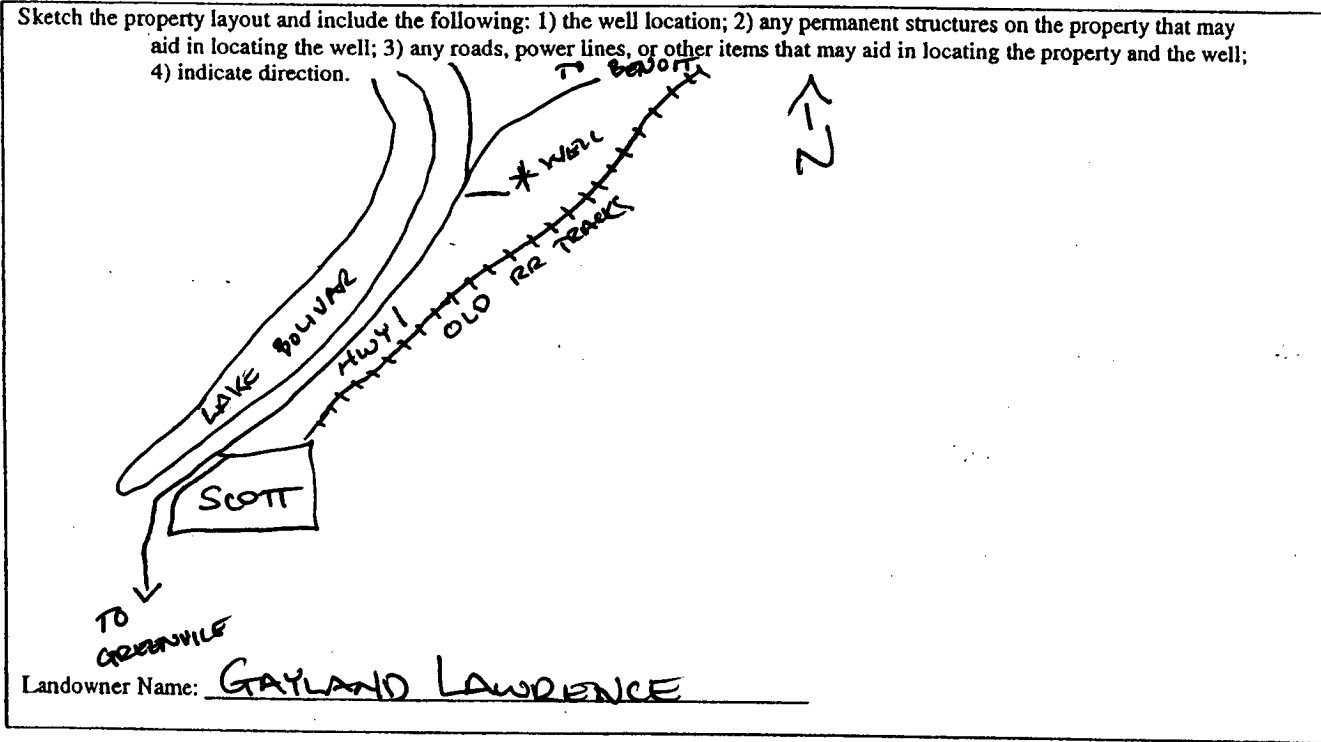 Sketch the property layout and include the following: 1) the well location; 2) any permanent structures on the property that may
aid in locating the well; 3) any roads, power lines, or other items that may aid in locating the property and the well;
4) indicate direction.
TO BENOIT
N
* WELL
OLD RR TRACKS
LAKE BOLIVAR
HWY 1
SCOTT
TO
GREENVILE
Landowner Name: GAYLAND LAWRENCE